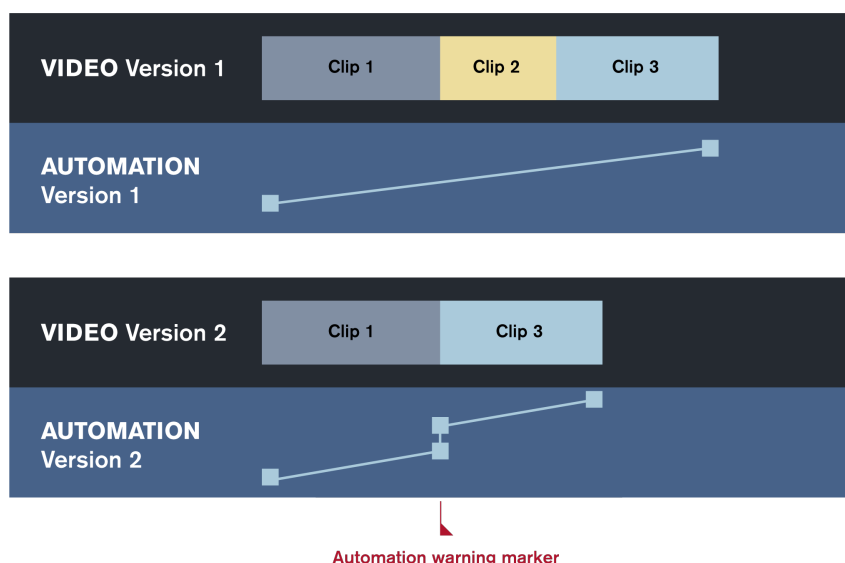 VIDEO Version 1
Clip 1
Clip 2
Clip 3
AUTOMATION
Version 1
VIDEO Version 2
Clip 1
Clip 3
AUTOMATION
Version 2
Automation warning marker